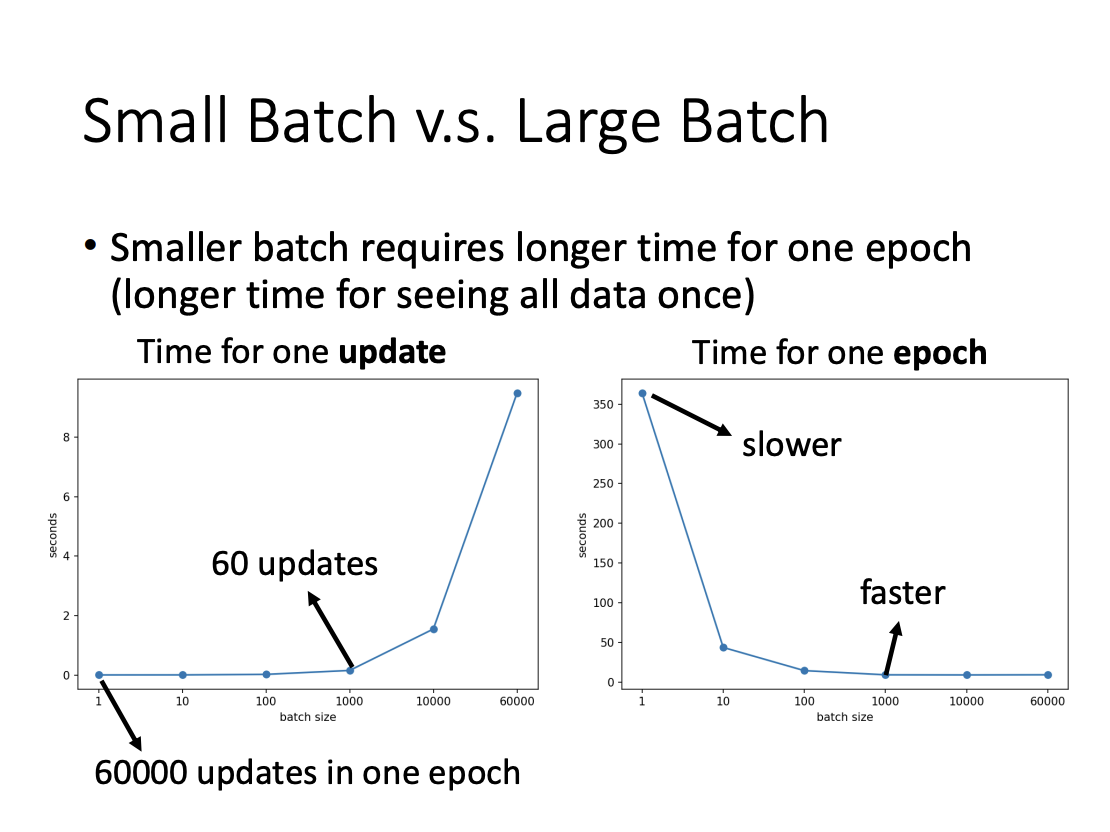 Small Batch v.s. Large Batch
• Smaller batch requires longer time for one epoch
(longer time for seeing all data once)
Time for one update
8
6
4
2
0
seconds
1
10
100
1000
10000
60000
batch size
60 updates
60000 updates in one epoch
Time for one epoch
350
300
250
200
150
100
50
0
seconds
1
10
100
1000
10000
60000
batch size
slower
faster